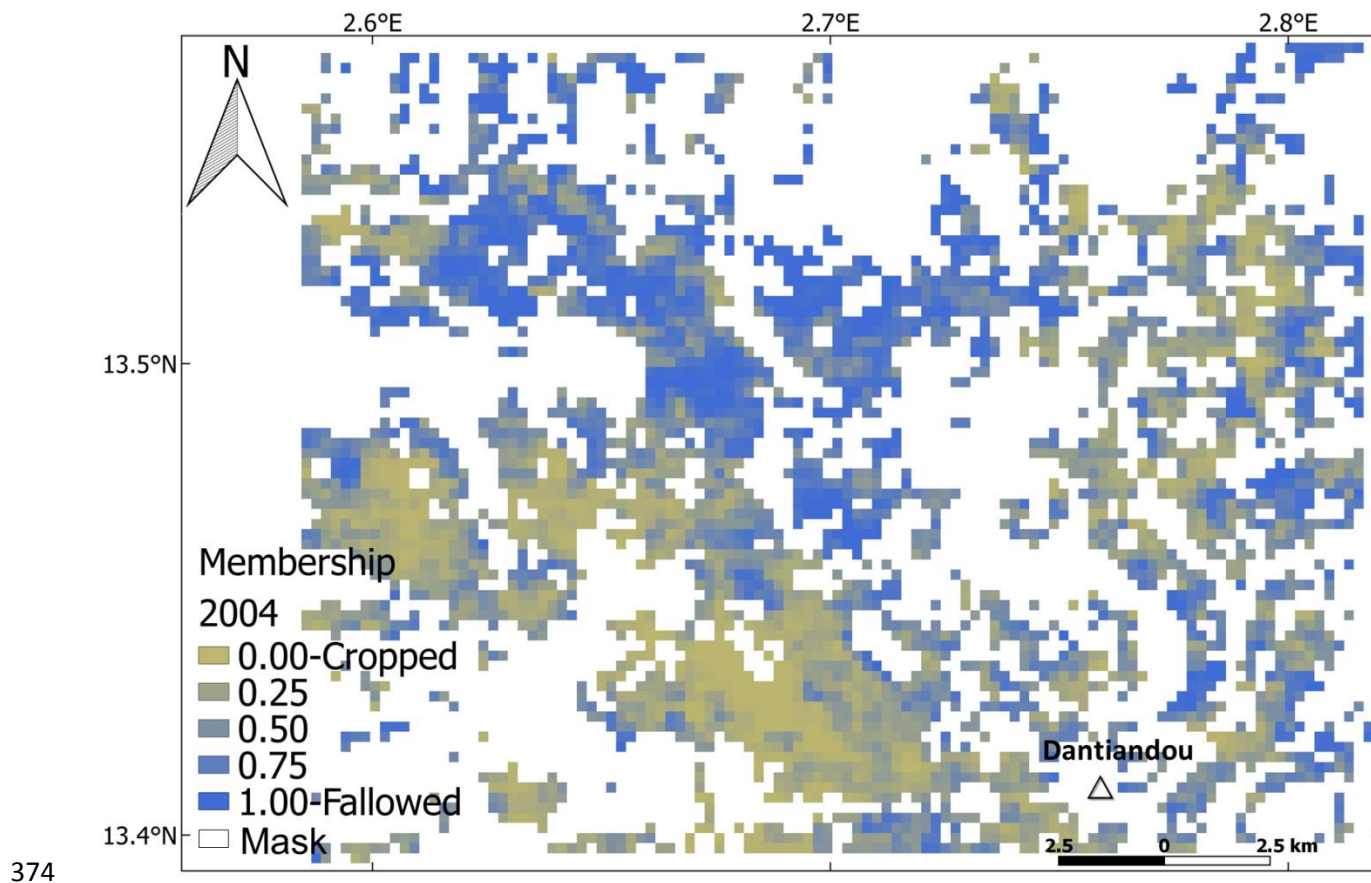 2.6°E 2.7°E 2.8°E
N
13.5°N
Membership
2004
0.00-Cropped
0.25
0.50
0.75
1.00-Fallowed
Mask
Dantiandou
13.4°N
2.5 0 2.5 km
374